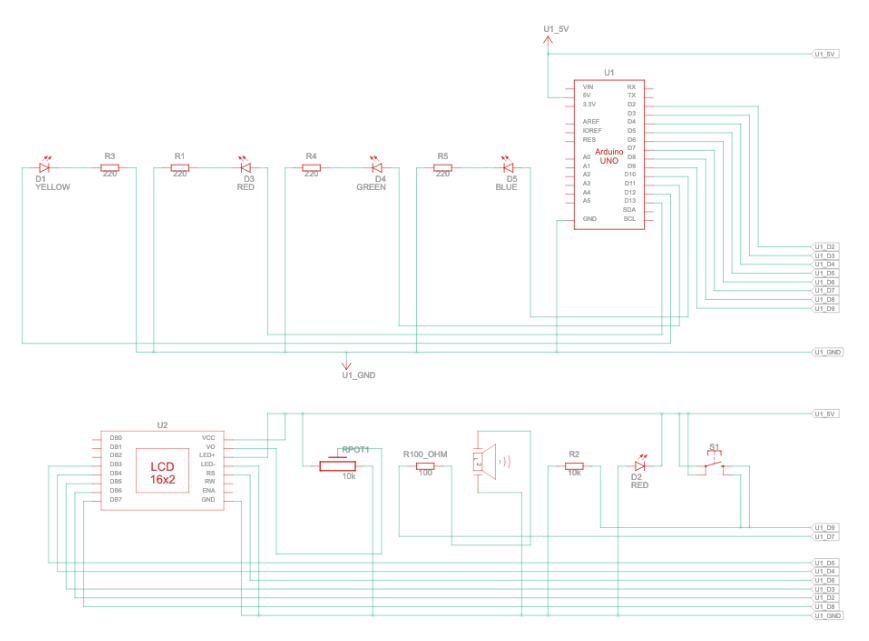 U1_5V
U1_5V
U1
VIN RX
5V TX
3.3V D2
D3
AREF D4
IOREF D5
RES D6
Arduino UNO
D7
A0 D8
A1 D9
A2 D10
A3 D11
A4 D12
A5 D13
SDA
GND SCL
R3 R1 R4 R5
220 220 220 220
D1 D3 D4 D5
YELLOW RED GREEN BLUE
U1_D2
U1_D3
U1_D4
U1_D5
U1_D6
U1_D7
U1_D8
U1_D9
U1_GND
U1_GND
U1_5V
U2
DB0 VCC
DB1 VO
DB2 LED+
DB3 LED-
DB4 RS
DB5 RW
DB6 ENA
DB7 GND
LCD
16x2
RPOT1
10k
R100_OHM
100
R2
10k
D2
RED
S1
U1_D9
U1_D7
U1_D5
U1_D4
U1_D6
U1_D3
U1_D2
U1_D8
U1_GND